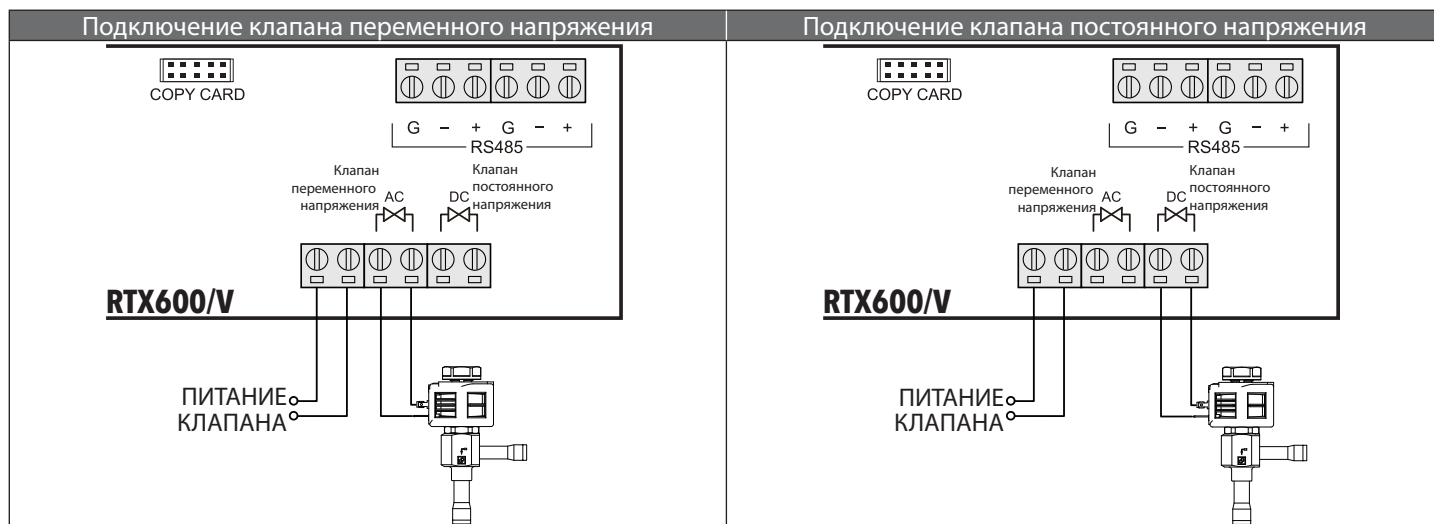 Подключение клапана переменного напряжения
COPY CARD
G – + G – +
RS485
Клапан
переменного
напряжения
AC
DC
Клапан
постоянного
напряжения
RTX600/V
ПИТАНИЕ
КЛАПАНА
Подключение клапана постоянного напряжения
COPY CARD
G – + G – +
RS485
Клапан
переменного
напряжения
AC
DC
Клапан
постоянного
напряжения
RTX600/V
ПИТАНИЕ
КЛАПАНА